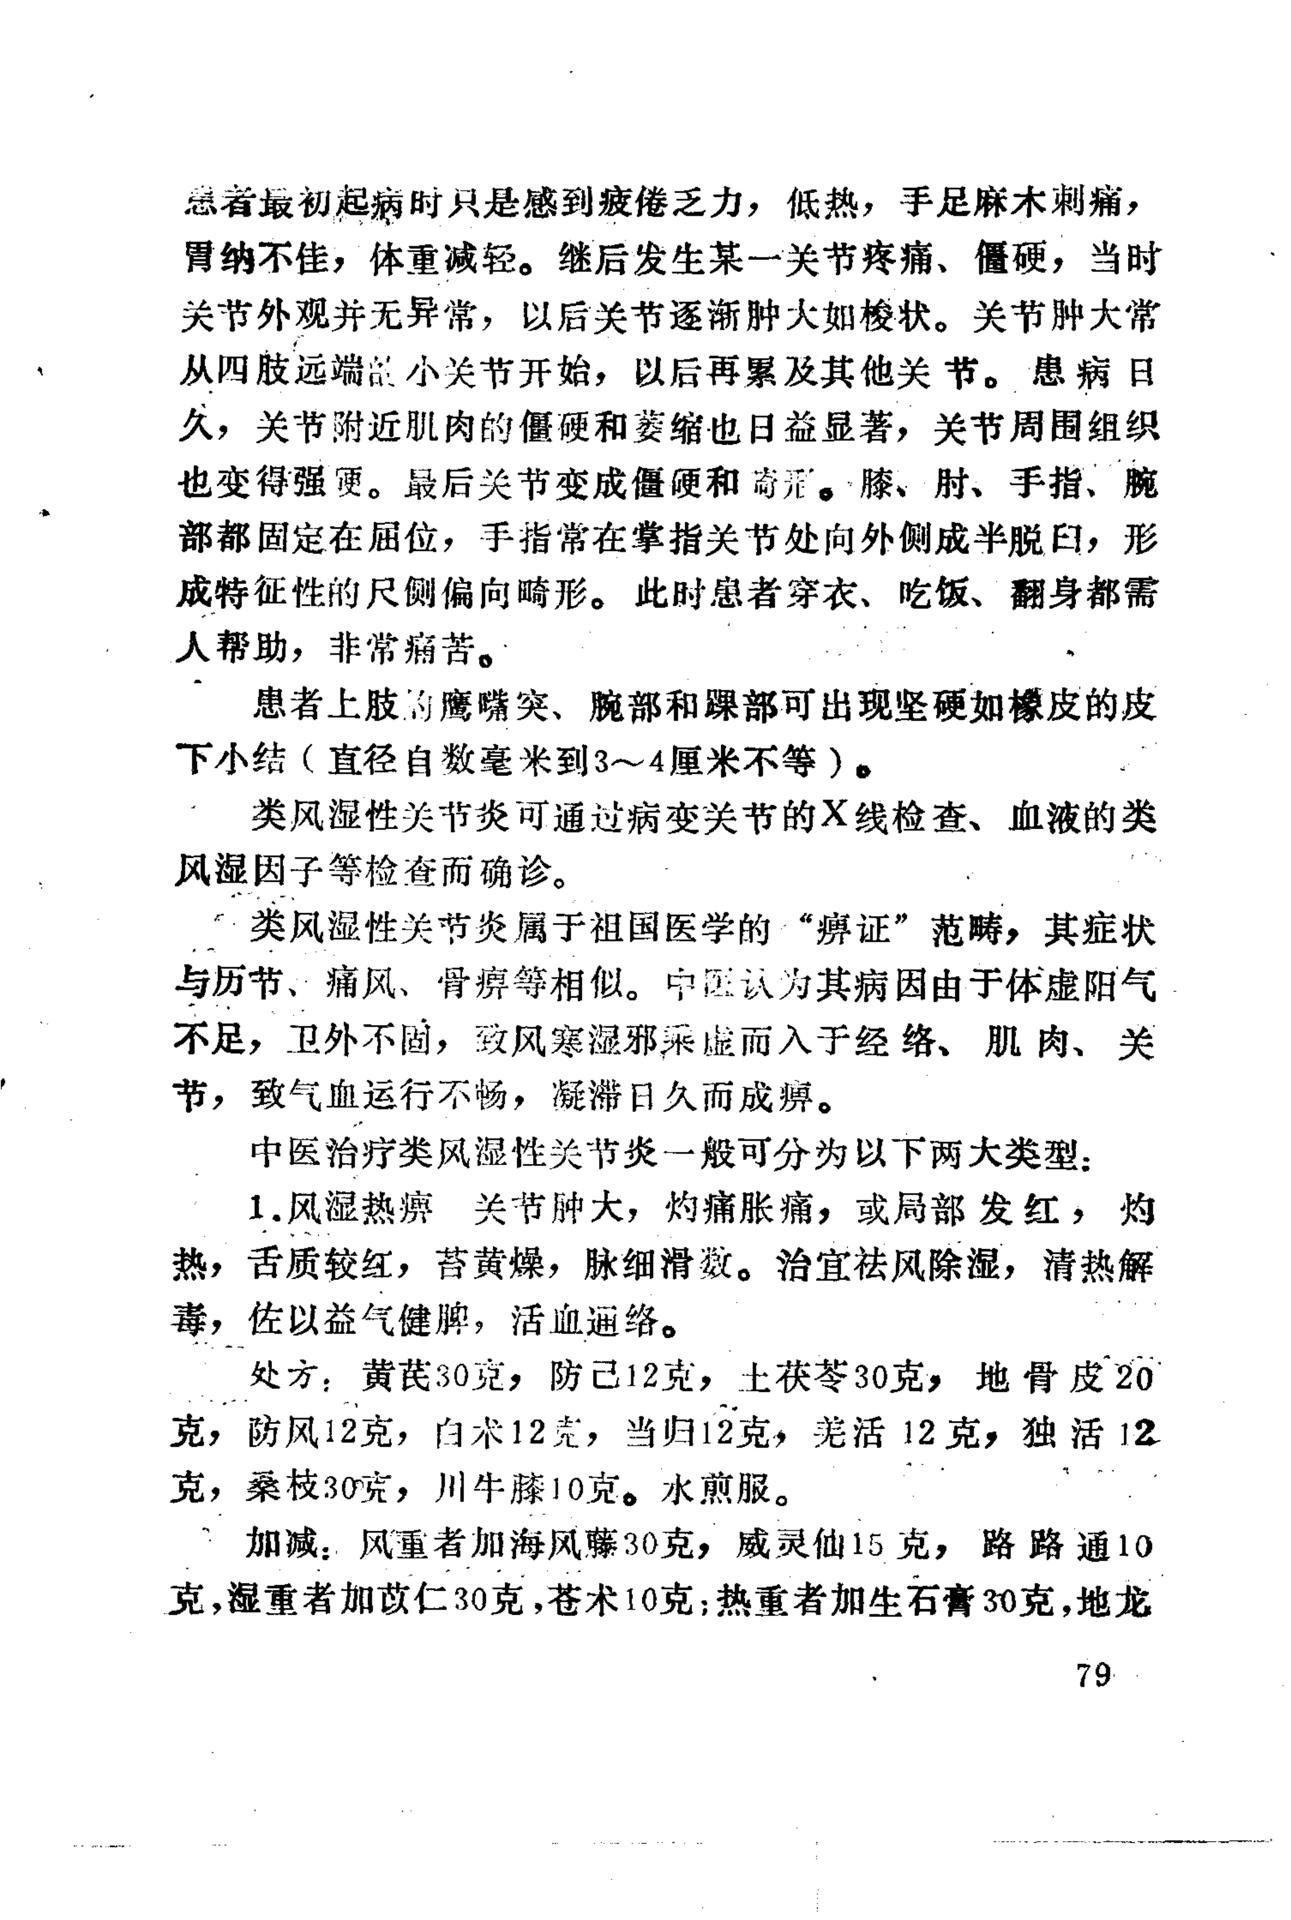 患者最初起病时只是感到疲倦乏力，低热，手足麻木刺痛，
胃纳不佳，体重减轻。继后发生某一关节疼痛、僵硬，当时
关节外观并无异常，以后关节逐渐肿大如梭状。关节肿大常
从四肢远端的小关节开始，以后再累及其他关节。患病日
久，关节附近肌肉的僵硬和萎缩也日益显著，关节周围组织
也变得强硬。最后关节变成僵硬和畸形。膝、肘、手指、腕
部都固定在屈位，手指常在掌指关节处向外侧成半脱臼，形
成特征性的尺侧偏向畸形。此时患者穿衣、吃饭、翻身都需
人帮助，非常痛苦。
患者上肢的鹰嘴突、腕部和踝部可出现坚硬如橡皮的皮
下小结（直径自数毫米到3～4厘米不等）。
类风湿性关节炎可通过病变关节的X线检查、血液的类
风湿因子等检查而确诊。
类风湿性关节炎属于祖国医学的“痹证”范畴，其症状
与历节、痛风、骨痹等相似。中医认为其病因由于体虚阳气
不足，卫外不固，致风寒湿邪乘虚而入于经络、肌肉、关
节，致气血运行不畅，凝滞日久而成痹。
中医治疗类风湿性关节炎一般可分为以下两大类型：
1.风湿热痹　关节肿大，灼痛胀痛，或局部发红，灼
热，舌质较红，苔黄燥，脉细滑数。治宜祛风除湿，清热解
毒，佐以益气健脾，活血通络。
处方：黄芪30克，防己12克，土茯苓30克，地骨皮20
克，防风12克，白术12克，当归12克，羌活12克，独活12
克，桑枝30克，川牛膝10克。水煎服。
加减：风重者加海风藤30克，威灵仙15克，路路通10
克，湿重者加苡仁30克，苍术10克；热重者加生石膏30克，地龙
79